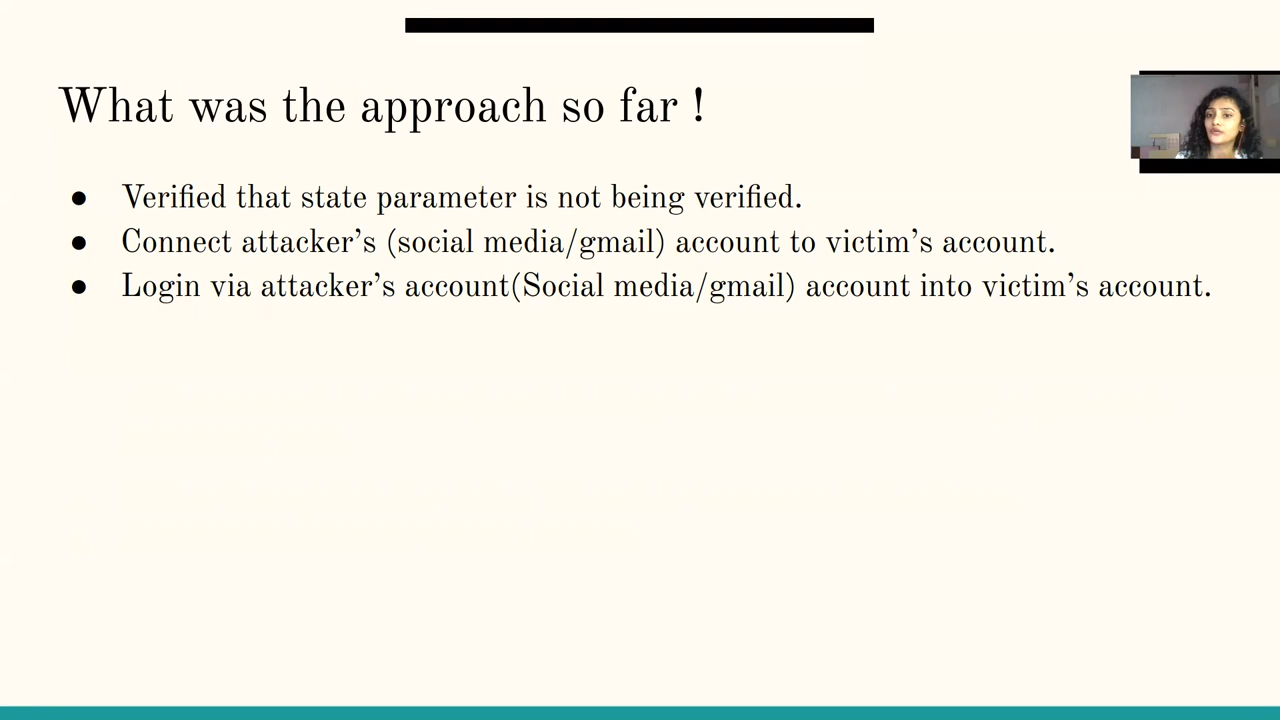 What was the approach so far !
● Verified that state parameter is not being verified.
● Connect attacker's (social media/gmail) account to victim's account.
● Login via attacker's account(Social media/gmail) account into victim's account.